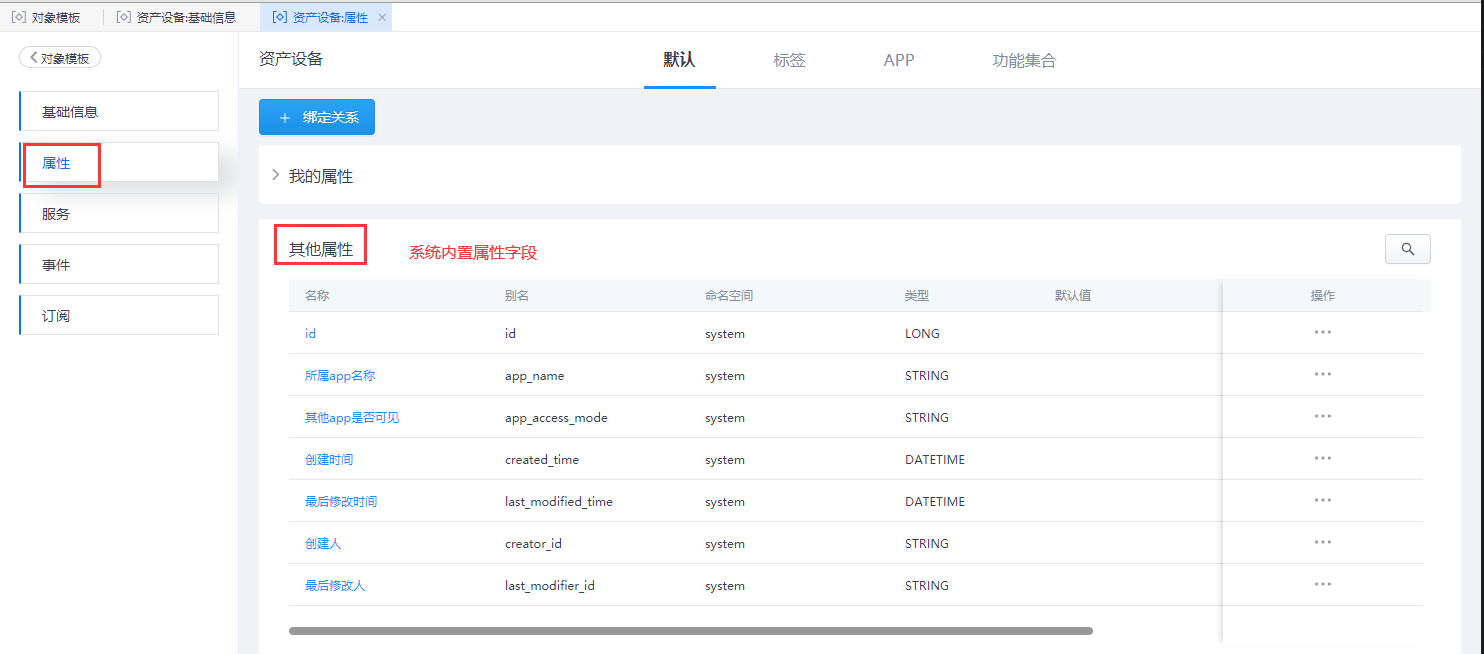 对象模板 资产设备:基础信息 资产设备:属性
对象模板
资产设备 默认 标签 APP 功能集合
基础信息
属性
服务
事件
订阅
+ 绑定关系
我的属性
其他属性 系统内置属性字段
名称 别名 命名空间 类型 默认值 操作
id id system LONG
所属app名称 app_name system STRING
其他app是否可见 app_access_mode system STRING
创建时间 created_time system DATETIME
最后修改时间 last_modified_time system DATETIME
创建人 creator_id system STRING
最后修改人 last_modifier_id system STRING